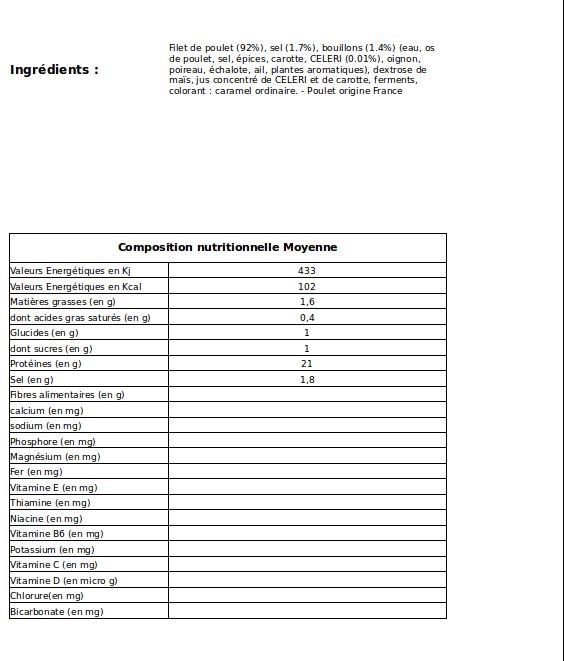 Filet de poulet (92%), sel (1.7%), bouillons (1.4%) (eau, os
de poulet, sel, épices, carotte, CELERI (0.01%), oignon,
Ingrédients :
poireau, échalote, ail, plantes aromatiques), dextrose de
maïs, jus concentré de CELERI et de carotte, ferments,
colorant : caramel ordinaire. - Poulet origine France
Composition nutritionnelle Moyenne
Valeurs Energétiques en Kj 433
Valeurs Energétiques en Kcal 102
Matières grasses (en g) 1,6
dont acides gras saturés (en g) 0,4
Glucides (en g) 1
dont sucres (en g) 1
Protéines (en g) 21
Sel (en g) 1,8
Fibres alimentaires (en g)
calcium (en mg)
sodium (en mg)
Phosphore (en mg)
Magnésium (en mg)
Fer (en mg)
Vitamine E (en mg)
Thiamine (en mg)
Niacine (en mg)
Vitamine B6 (en mg)
Potassium (en mg)
Vitamine C (en mg)
Vitamine D (en micro g)
Chlorure(en mg)
Bicarbonate (en mg)